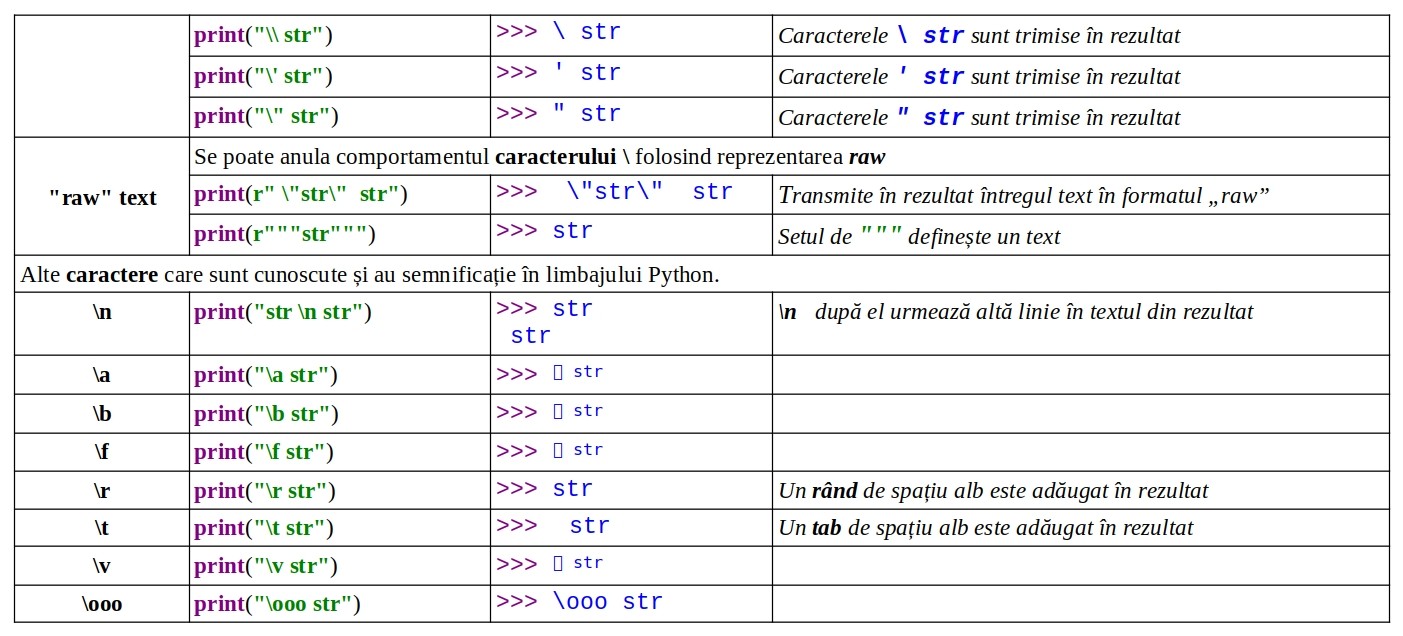 print("\\ str") >>> \ str Caracterele \ str sunt trimise în rezultat
print("\' str") >>> ' str Caracterele ' str sunt trimise în rezultat
print("\" str") >>> " str Caracterele " str sunt trimise în rezultat
"raw" text Se poate anula comportamentul caracterului \ folosind reprezentarea raw
print(r" \"str\"  str") >>>  \"str\"  str Transmite în rezultat întregul text în formatul „raw”
print(r"""str""") >>> str Setul de """ definește un text
Alte caractere care sunt cunoscute și au semnificație în limbajului Python.
\n print("str \n str") >>> str \n după el urmează altă linie în textul din rezultat
str
\a print("\a str") >>> ▯ str
\b print("\b str") >>> ▯ str
\f print("\f str") >>> ▯ str
\r print("\r str") >>> str Un rând de spațiu alb este adăugat în rezultat
\t print("\t str") >>>  str Un tab de spațiu alb este adăugat în rezultat
\v print("\v str") >>> ▯ str
\ooo print("\ooo str") >>> \ooo str